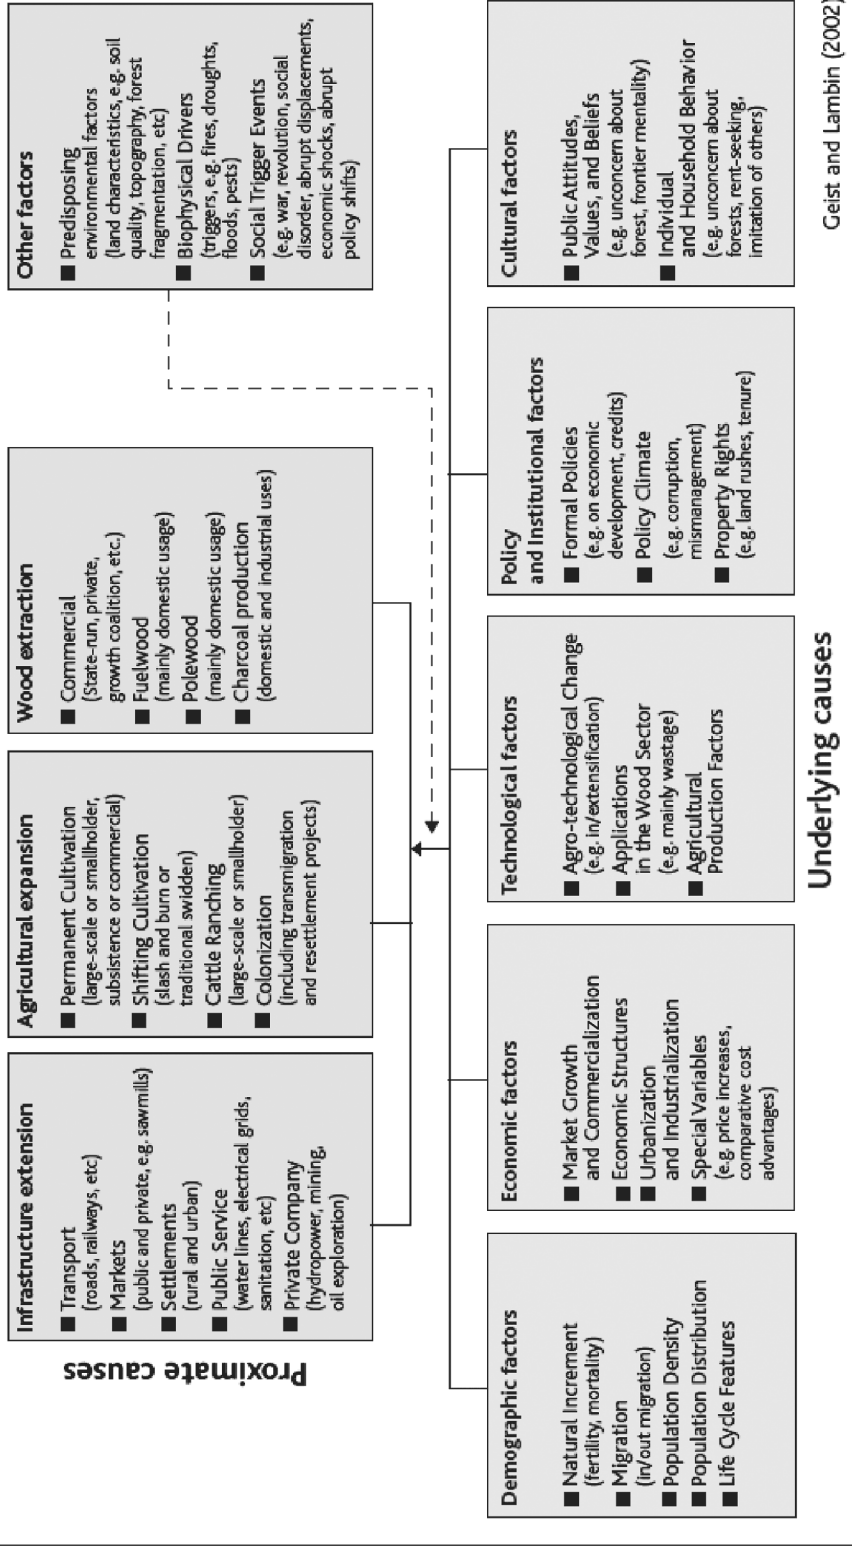 Proximate causes
Infrastructure extension
■ Transport
(roads, railways, etc)
■ Markets
(public and private, e.g. sawmills)
■ Settlements
(rural and urban)
■ Public Service
(water lines, electrical grids,
sanitation, etc)
■ Private Company
(hydropower, mining,
oil exploration)
Agricultural expansion
■ Permanent Cultivation
(large-scale or smallholder,
subsistence or commercial)
■ Shifting Cultivation
(slash and burn or
traditional swidden)
■ Cattle Ranching
(large-scale or smallholder)
■ Colonization
(including transmigration
and resettlement projects)
Wood extraction
■ Commercial
(State-run, private,
growth coalition, etc.)
■ Fuelwood
(mainly domestic usage)
■ Polewood
(mainly domestic usage)
■ Charcoal production
(domestic and industrial uses)
Other factors
■ Predisposing
environmental factors
(land characteristics, e.g. soil
quality, topography, forest
fragmentation, etc)
■ Biophysical Drivers
(triggers, e.g. fires, droughts,
floods, pests)
■ Social Trigger Events
(e.g. war, revolution, social
disorder, abrupt displacements,
economic shocks, abrupt
policy shifts)
Demographic factors
■ Natural Increment
(fertility, mortality)
■ Migration
(in/out migration)
■ Population Density
■ Population Distribution
■ Life Cycle Features
Economic factors
■ Market Growth
and Commercialization
■ Economic Structures
■ Urbanization
and Industrialization
■ Special Variables
(e.g. price increases,
comparative cost
advantages)
Technological factors
■ Agro-technological Change
(e.g. in/extensification)
■ Applications
in the Wood Sector
(e.g. mainly wastage)
■ Agricultural
Production Factors
Policy
and Institutional factors
■ Formal Policies
(e.g. on economic
development, credits)
■ Policy Climate
(e.g. corruption,
mismanagement)
■ Property Rights
(e.g. land rushes, tenure)
Cultural factors
■ Public Attitudes,
Values, and Beliefs
(e.g. unconcern about
forest, frontier mentality)
■ Individual
and Household Behavior
(e.g. unconcern about
forests, rent-seeking,
imitation of others)
Underlying causes
Geist and Lambin (2002)